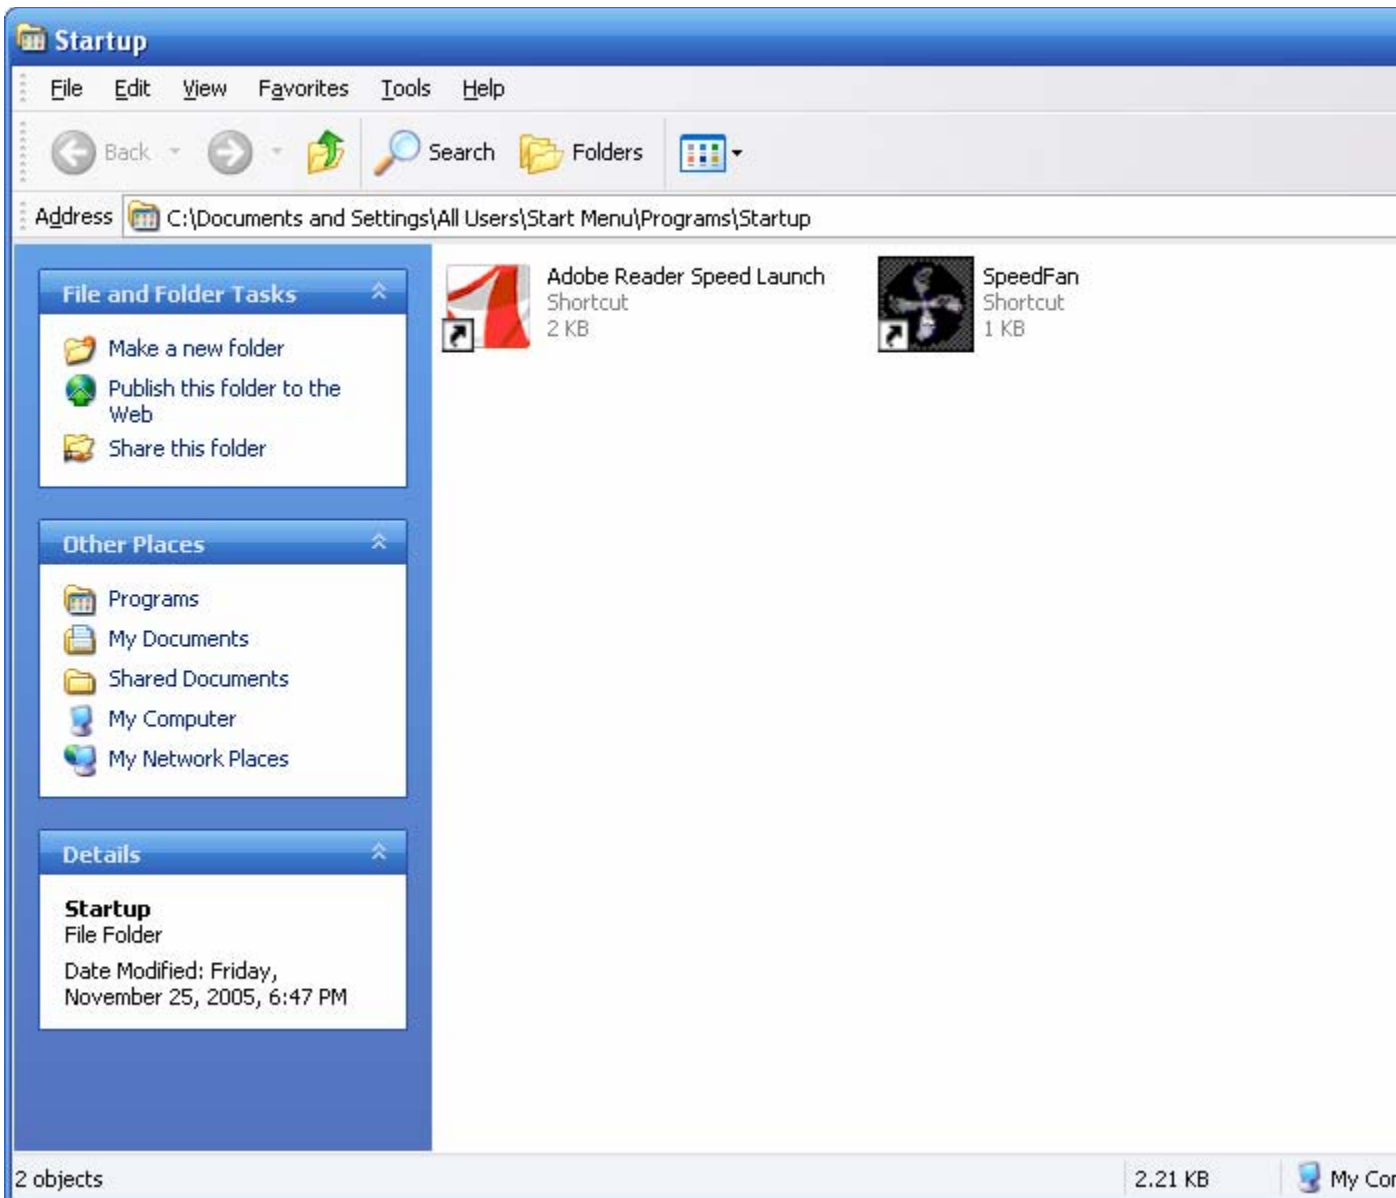 Startup
File Edit View Favorites Tools Help
Back Search Folders
Address C:\Documents and Settings\All Users\Start Menu\Programs\Startup
File and Folder Tasks
Make a new folder
Publish this folder to the
Web
Share this folder
Other Places
Programs
My Documents
Shared Documents
My Computer
My Network Places
Details
Startup
File Folder
Date Modified: Friday,
November 25, 2005, 6:47 PM
Adobe Reader Speed Launch
Shortcut
2 KB
SpeedFan
Shortcut
1 KB
2 objects 2.21 KB My Con